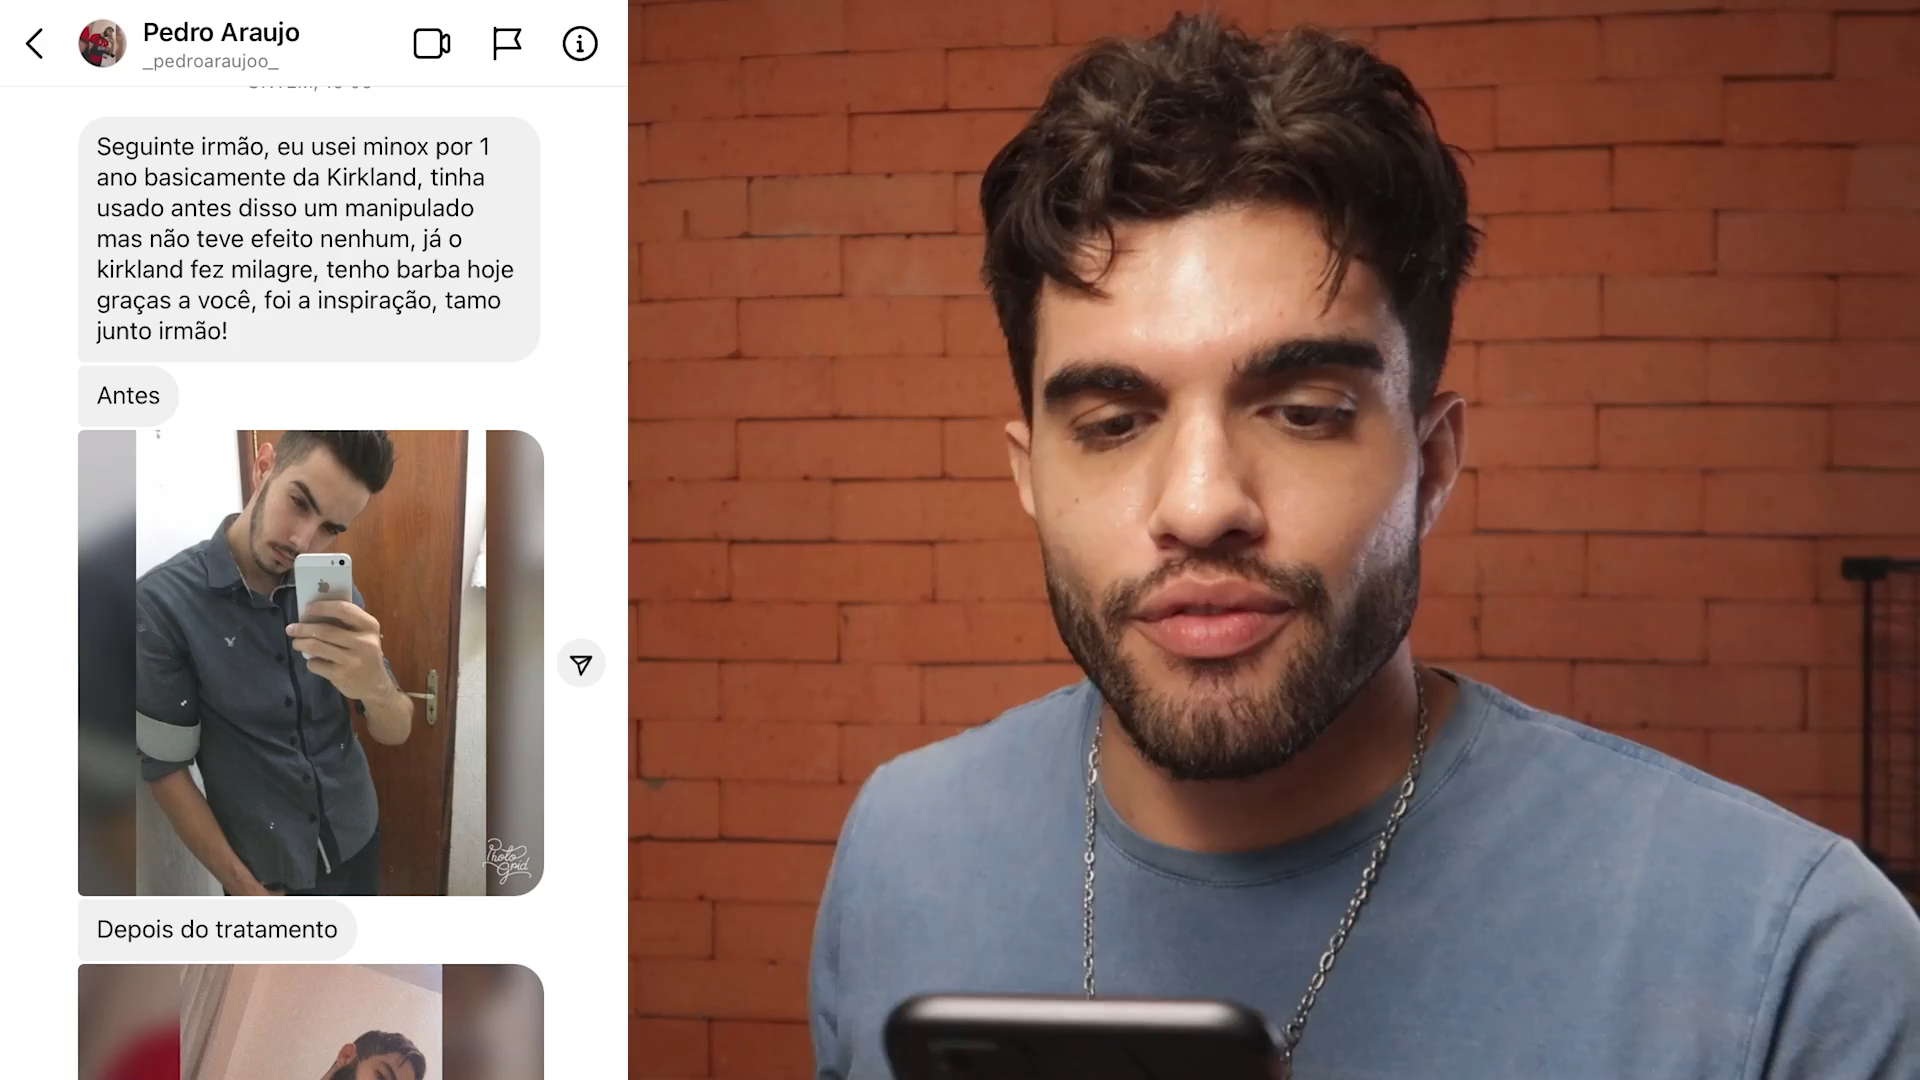 Pedro Araujo
_pedroaraujoo_
Seguinte irmão, eu usei minox por 1
ano basicamente da Kirkland, tinha
usado antes disso um manipulado
mas não teve efeito nenhum, já o
kirkland fez milagre, tenho barba hoje
graças a você, foi a inspiração, tamo
junto irmão!
Antes
Photo
Grid
Depois do tratamento